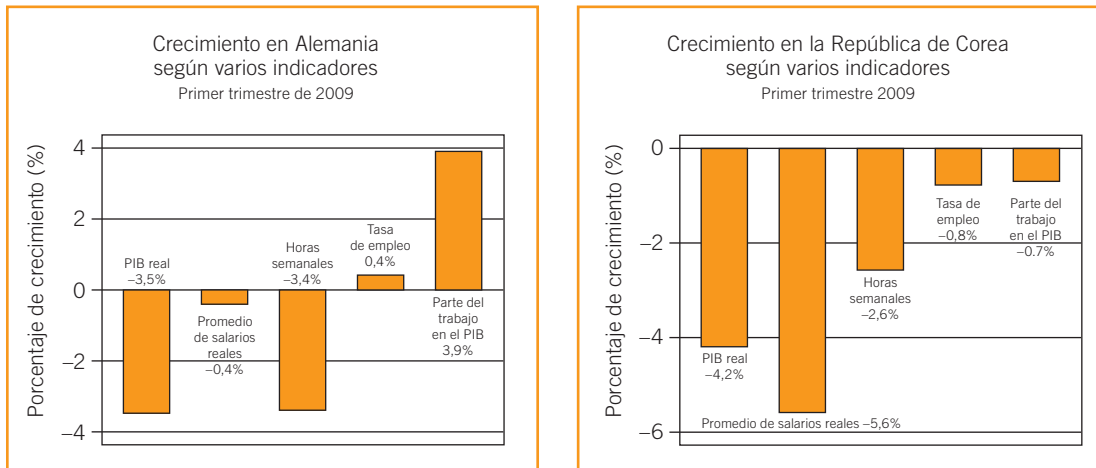 Crecimiento en Alemania
según varios indicadores
Primer trimestre de 2009
Porcentaje de crecimiento (%)
4
2
0
–2
–4
PIB real
–3,5%
Promedio
de salarios
reales
–0,4%
Horas
semanales
–3,4%
Tasa
de empleo
0,4%
Parte del
trabajo
en el PIB
3,9%
Crecimiento en la República de Corea
según varios indicadores
Primer trimestre 2009
Porcentaje de crecimiento (%)
0
–2
–4
–6
PIB real
–4,2%
Promedio de salarios reales –5,6%
Horas
semanales
–2,6%
Tasa de
empleo
–0,8%
Parte del
trabajo
en el PIB
–0.7%